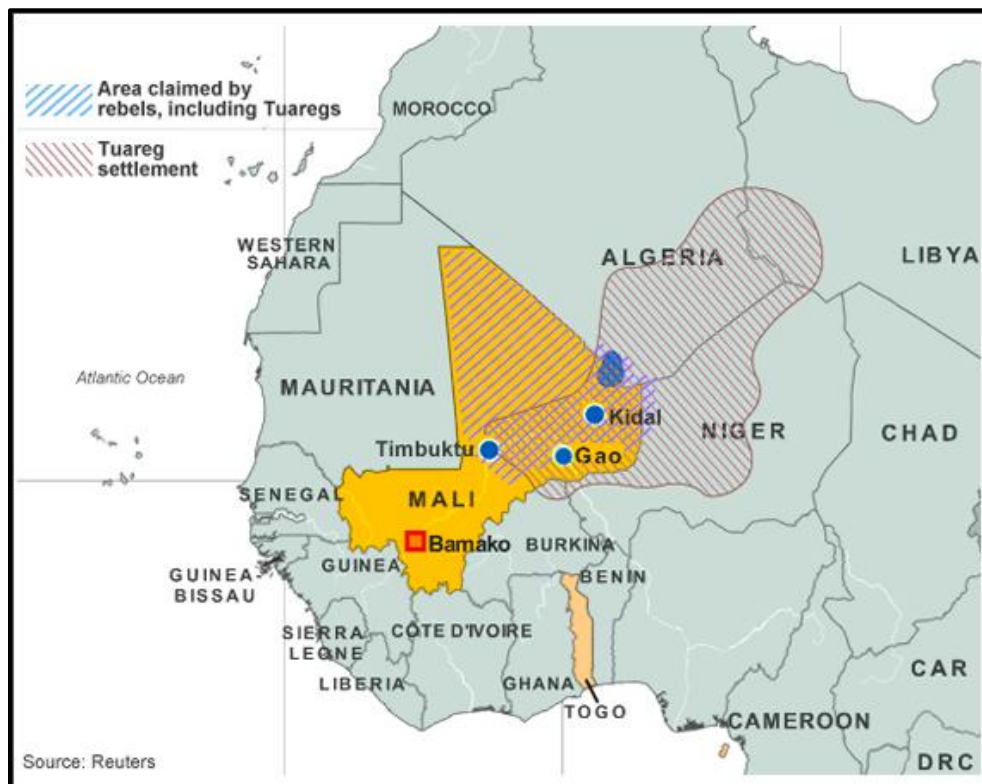 Area claimed by
rebels, including Tuaregs
Tuareg
settlement
MOROCCO
WESTERN
SAHARA
ALGERIA
LIBYA
Atlantic Ocean
MAURITANIA
Kidal
Timbuktu
Gao
NIGER
CHAD
SENEGAL
MALI
Bamako
BURKINA
GUINEA
BENIN
GUINEA-
BISSAU
SIERRA
LEONE
CÔTE D'IVOIRE
LIBERIA
GHANA
TOGO
CAR
CAMEROON
DRC
Source: Reuters